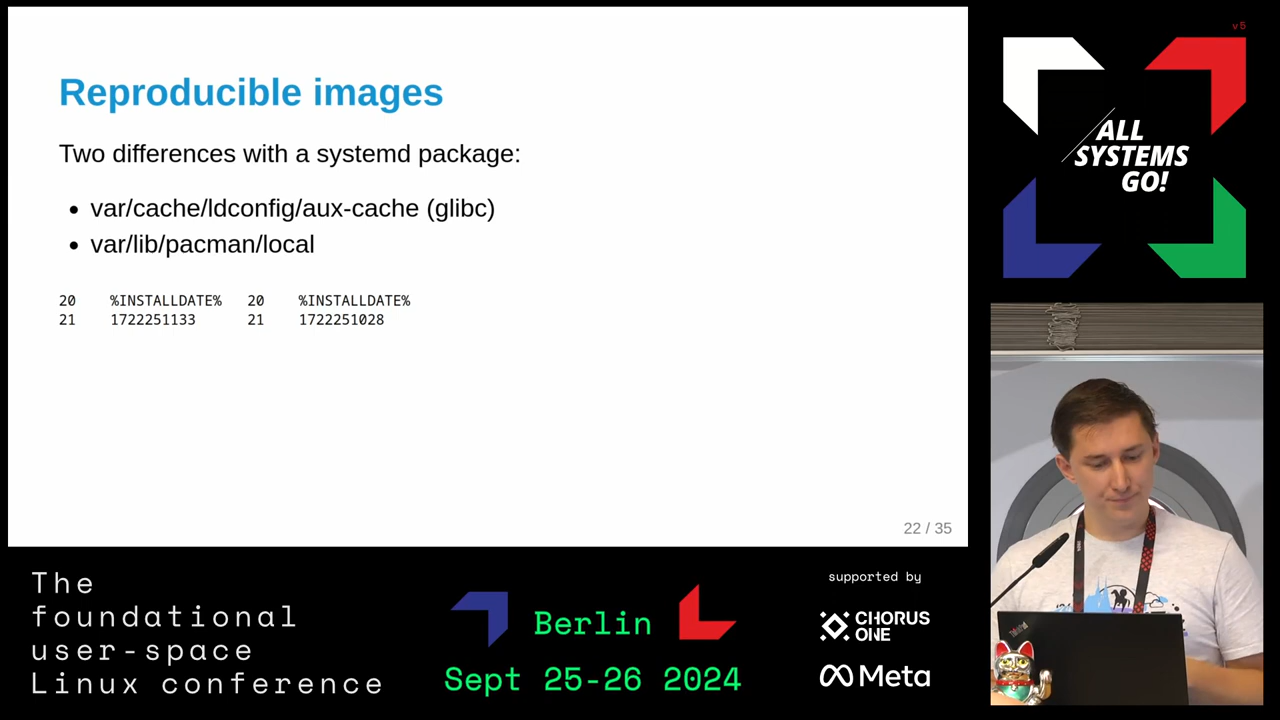 Reproducible images
Two differences with a systemd package:
• var/cache/ldconfig/aux-cache (glibc)
• var/lib/pacman/local
20 %INSTALLDATE% 20 %INSTALLDATE%
21 1722251133 21 1722251028
22 / 35
v5
ALL
SYSTEMS
GO!
ThinkPad
The
foundational
user-space
Linux conference
Berlin
Sept 25-26 2024
supported by
CHORUS
ONE
Meta